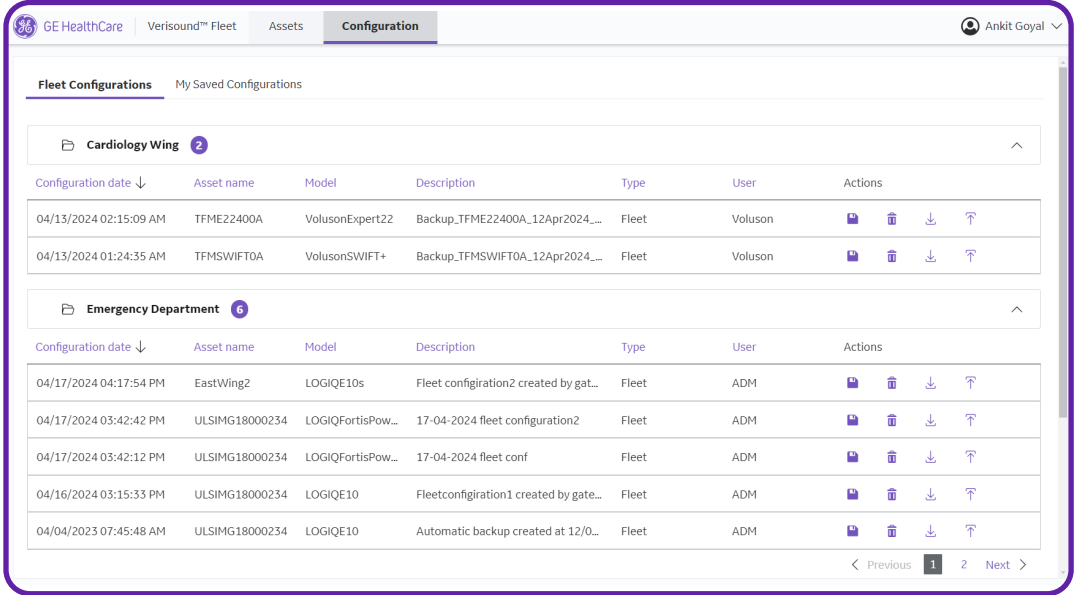 GE HealthCare Verisound™ Fleet Assets Configuration Ankit Goyal
Fleet Configurations My Saved Configurations
Cardiology Wing 2
Configuration date Asset name Model Description Type User Actions
04/13/2024 02:15:09 AM TFME22400A VolusonExpert22 Backup_TFME22400A_12Apr2024_... Fleet Voluson
04/13/2024 01:24:35 AM TFMSWIFT0A VolusonSWIFT+ Backup_TFMSWIFT0A_12Apr2024_... Fleet Voluson
Emergency Department 6
Configuration date Asset name Model Description Type User Actions
04/17/2024 04:17:54 PM EastWing2 LOGIQE10s Fleet configiration2 created by gat... Fleet ADM
04/17/2024 03:42:42 PM ULSIMG18000234 LOGIQFortisPow... 17-04-2024 fleet configuration2 Fleet ADM
04/17/2024 03:42:12 PM ULSIMG18000234 LOGIQFortisPow... 17-04-2024 fleet conf Fleet ADM
04/16/2024 03:15:33 PM ULSIMG18000234 LOGIQE10 Fleetconfigiration1 created by gate... Fleet ADM
04/04/2023 07:45:48 AM ULSIMG18000234 LOGIQE10 Automatic backup created at 12/0... Fleet ADM
Previous 1 2 Next